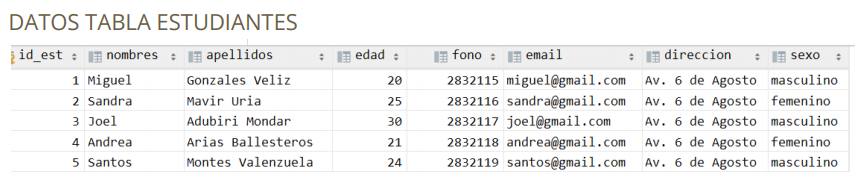 DATOS TABLA ESTUDIANTES
id_est nombres apellidos edad fono email direccion sexo
1 Miguel Gonzales Veliz 20 2832115 miguel@gmail.com Av. 6 de Agosto masculino
2 Sandra Mavir Uria 25 2832116 sandra@gmail.com Av. 6 de Agosto femenino
3 Joel Adubiri Mondar 30 2832117 joel@gmail.com Av. 6 de Agosto masculino
4 Andrea Arias Ballesteros 21 2832118 andrea@gmail.com Av. 6 de Agosto femenino
5 Santos Montes Valenzuela 24 2832119 santos@gmail.com Av. 6 de Agosto masculino